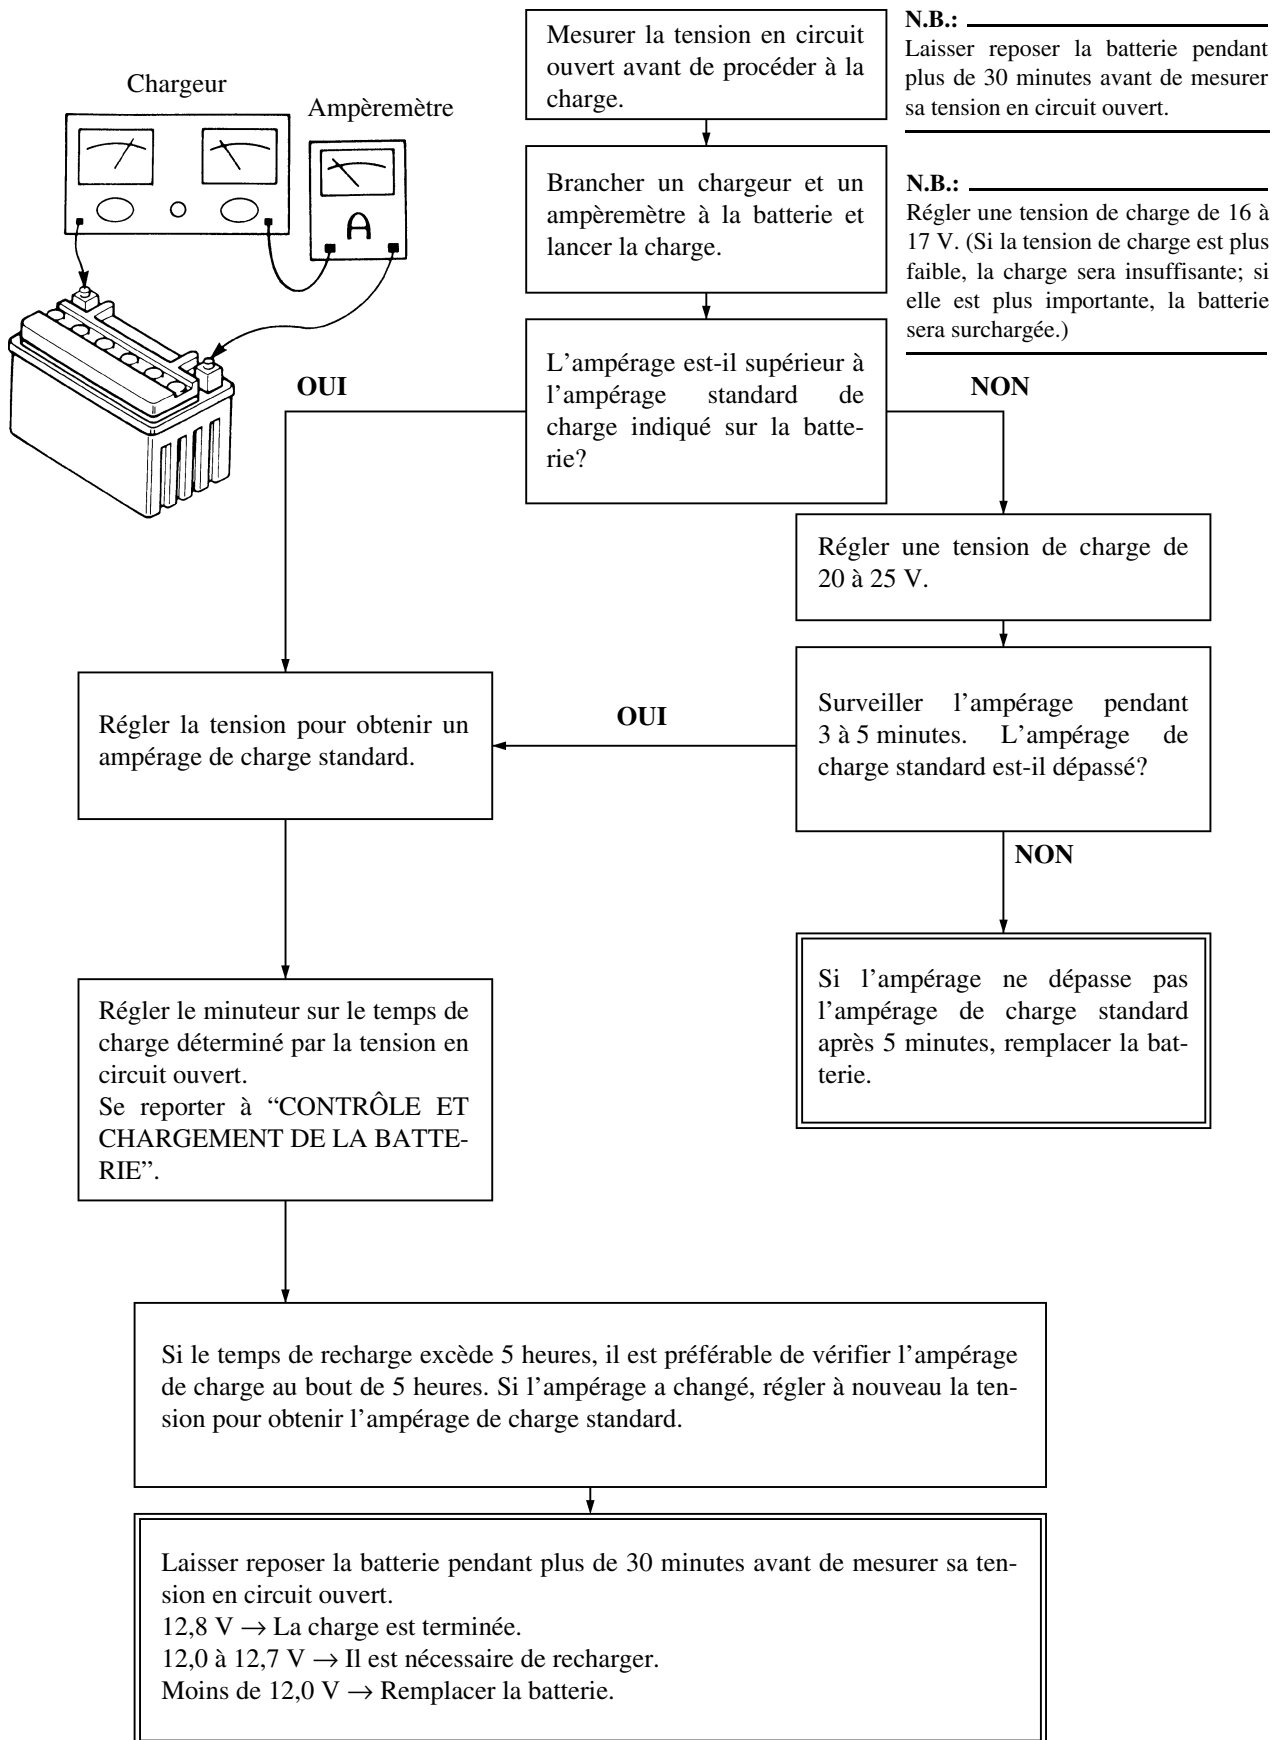 Chargeur
Ampèremètre
A
Mesurer la tension en circuit
ouvert avant de procéder à la
charge.
N.B.:
Laisser reposer la batterie pendant
plus de 30 minutes avant de mesurer
sa tension en circuit ouvert.
Brancher un chargeur et un
ampèremètre à la batterie et
lancer la charge.
N.B.:
Régler une tension de charge de 16 à
17 V. (Si la tension de charge est plus
faible, la charge sera insuffisante; si
elle est plus importante, la batterie
sera surchargée.)
L’ampérage est-il supérieur à
l’ampérage standard de
charge indiqué sur la batte-
rie?
OUI
NON
Régler une tension de charge de
20 à 25 V.
Surveiller l’ampérage pendant
3 à 5 minutes. L’ampérage de
charge standard est-il dépassé?
OUI
Régler la tension pour obtenir un
ampérage de charge standard.
NON
Si l’ampérage ne dépasse pas
l’ampérage de charge standard
après 5 minutes, remplacer la bat-
terie.
Régler le minuteur sur le temps de
charge déterminé par la tension en
circuit ouvert.
Se reporter à “CONTRÔLE ET
CHARGEMENT DE LA BATTE-
RIE”.
Si le temps de recharge excède 5 heures, il est préférable de vérifier l’ampérage
de charge au bout de 5 heures. Si l’ampérage a changé, régler à nouveau la ten-
sion pour obtenir l’ampérage de charge standard.
Laisser reposer la batterie pendant plus de 30 minutes avant de mesurer sa ten-
sion en circuit ouvert.
12,8 V → La charge est terminée.
12,0 à 12,7 V → Il est nécessaire de recharger.
Moins de 12,0 V → Remplacer la batterie.